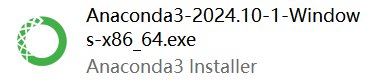 Anaconda3-2024.10-1-Window
s-x86_64.exe
Anaconda3 Installer